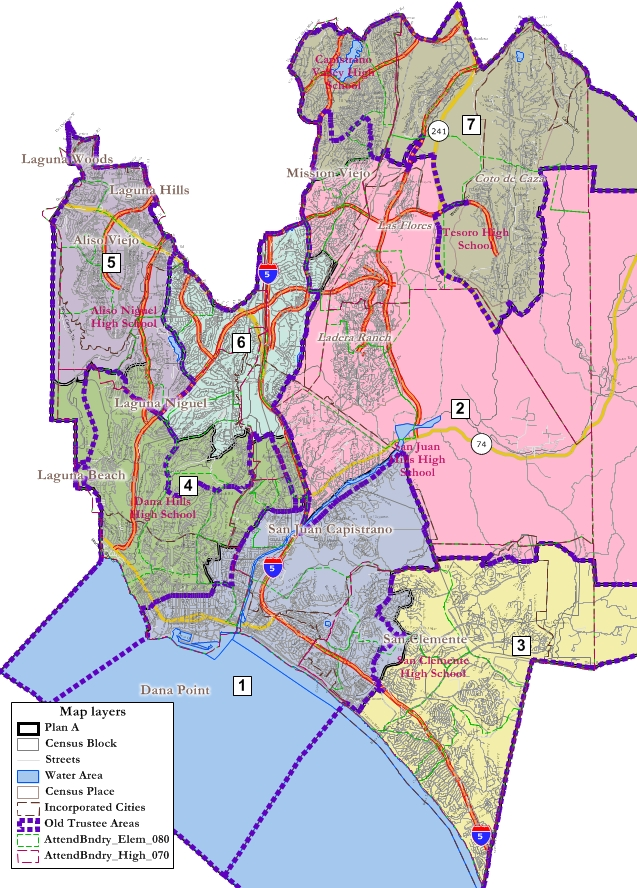 Capistrano
Valley High
School
241
7
Laguna Woods
Mission Viejo
Coto de Caza
Laguna Hills
Las Flores
Tesoro High
School
Aliso Viejo
5
5
Aliso Niguel
High School
6
Ladera Ranch
Laguna Niguel
2
74
San Juan
Hills High
School
Laguna Beach
4
Dana Hills
High School
San Juan Capistrano
5
San Clemente
3
San Clemente
High School
Dana Point
1
Map layers
Plan A
Census Block
Streets
Water Area
Census Place
Incorporated Cities
Old Trustee Areas
AttendBndry_Elem_080
AttendBndry_High_070
5